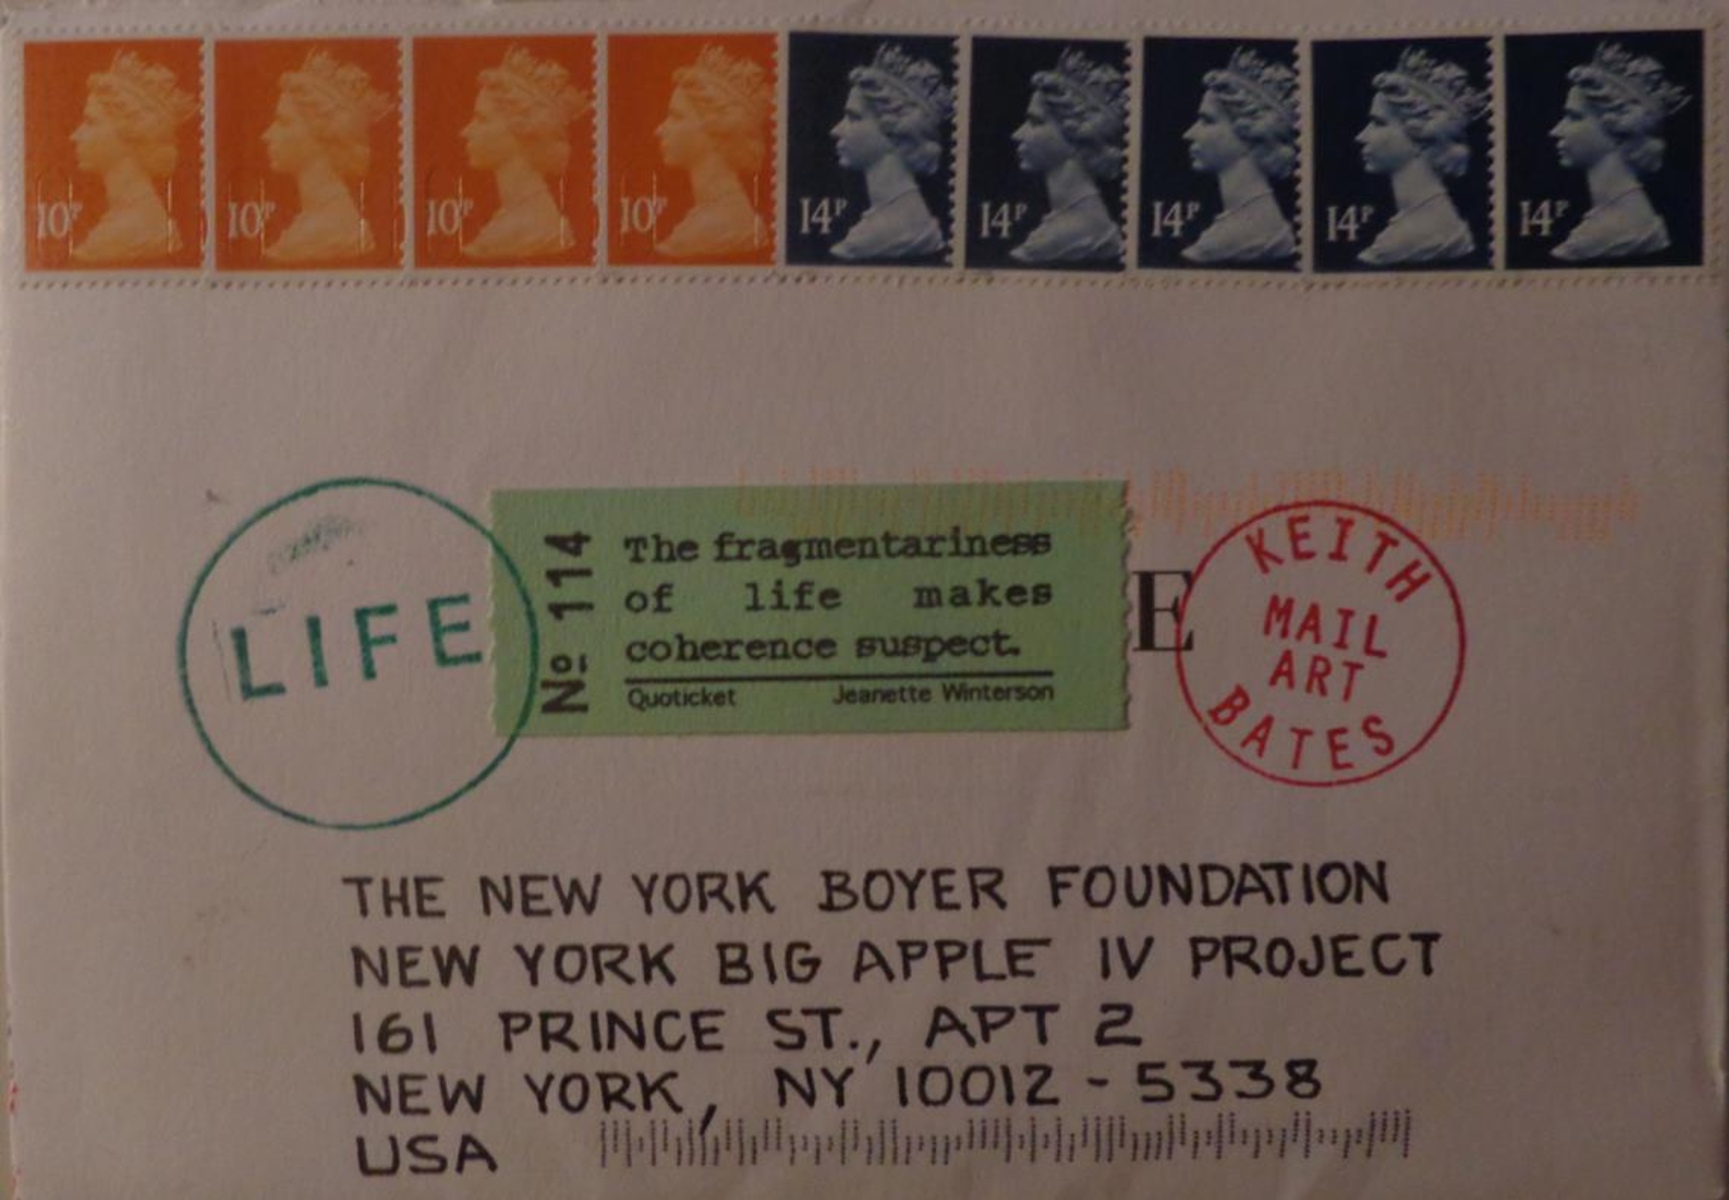 10P 10P 10P 10P 14P 14P 14P 14P 14P
LIFE
No 114
The fragmentariness
of life makes
coherence suspect.
Quoticket Jeanette Winterson
E
KEITH
MAIL
ART
BATES
THE NEW YORK BOYER FOUNDATION
NEW YORK BIG APPLE IV PROJECT
161 PRINCE ST., APT 2
NEW YORK, NY 10012 - 5338
USA